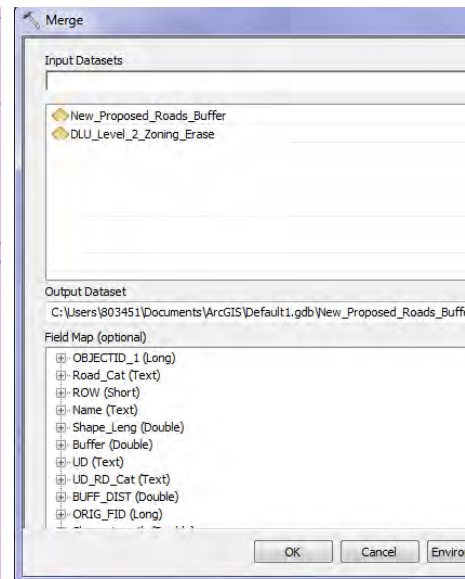 Merge
Input Datasets
New_Proposed_Roads_Buffer
DLU_Level_2_Zoning_Erase
Output Dataset
C:\Users\803451\Documents\ArcGIS\Default1.gdb\New_Proposed_Roads_Buffe
Field Map (optional)
OBJECTID_1 (Long)
Road_Cat (Text)
ROW (Short)
Name (Text)
Shape_Leng (Double)
Buffer (Double)
UD (Text)
UD_RD_Cat (Text)
BUFF_DIST (Double)
ORIG_FID (Long)
OK Cancel Enviro